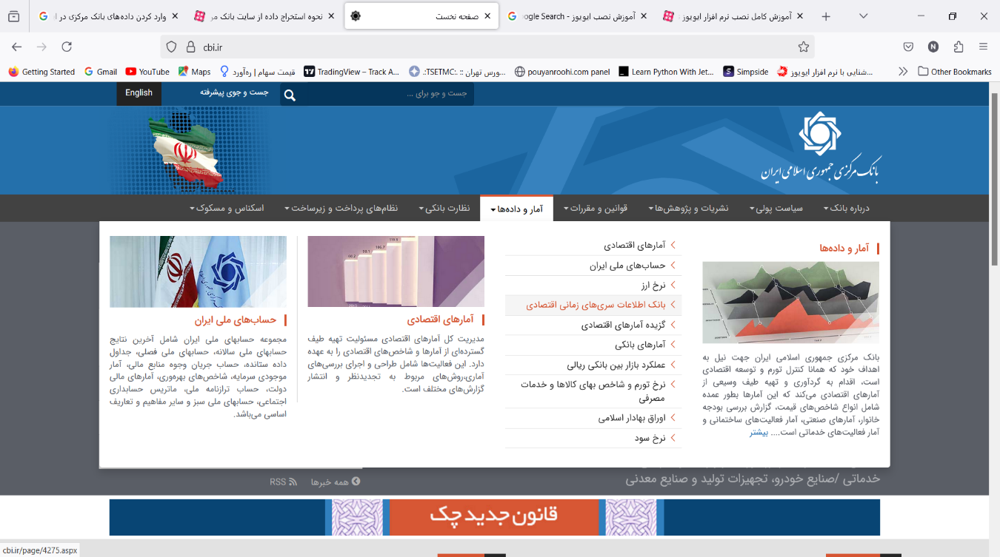 وارد کردن داده‌های بانک مرکزی در ا
نحوه استخراج داده از سایت بانک مر
صفحه نخست
آموزش نصب ایویوز - Google Search
آموزش کامل نصب نرم افزار ایویوز
cbi.ir
Getting Started
Gmail
YouTube
Maps
قیمت سهام | ره‌آورد
TradingView – Track A...
.:TSETMC:. :: بورس تهران...
pouyanroohi.com panel
Learn Python With Jet...
Simpside
شنایی با نرم افزار ایویوز...
Other Bookmarks
English
جست و جوی پیشرفته
جست و جو برای ...
بانک مرکزی جمهوری اسلامی ایران
درباره بانک
سیاست پولی
نشریات و پژوهش‌ها
قوانین و مقررات
آمار و داده‌ها
نظارت بانکی
نظام‌های پرداخت و زیرساخت
اسکناس و مسکوک
آمار و داده‌ها
بانک مرکزی جمهوری اسلامی ایران جهت نیل به
اهداف خود که همانا کنترل تورم و توسعه اقتصادی
است، اقدام به گردآوری و تهیه طیف وسیعی از
آمارهای اقتصادی می‌کند که این آمارها بطور عمده
شامل انواع شاخص‌های قیمت، گزارش بررسی بودجه
خانوار، آمارهای صنعتی، آمار فعالیت‌های ساختمانی و
آمار فعالیت‌های خدماتی است.... بیشتر
آمارهای اقتصادی
حساب‌های ملی ایران
نرخ ارز
بانک اطلاعات سری‌های زمانی اقتصادی
گزیده آمارهای اقتصادی
آمارهای بانکی
عملکرد بازار بین بانکی ریالی
نرخ تورم و شاخص بهای کالاها و خدمات
مصرفی
اوراق بهادار اسلامی
نرخ سود
آمارهای اقتصادی
مدیریت کل آمارهای اقتصادی مسئولیت تهیه طیف
گسترده‌ای از آمارها و شاخص‌های اقتصادی را به عهده
دارد. این فعالیت‌ها شامل طراحی و اجرای بررسی‌های
آماری،روش‌های مربوط به تجدیدنظر و انتشار
گزارش‌های مختلف است.
حساب‌های ملی ایران
مجموعه حسابهای ملی ایران شامل آخرین نتایج
حسابهای ملی سالانه، حسابهای ملی فصلی، جداول
داده ستانده، حساب جریان وجوه منابع مالی، آمار
موجودی سرمایه، شاخص‌های بهره‌وری، آمارهای مالی
دولت، حساب ترازنامه ملی، ماتریس حسابداری
اجتماعی، حسابهای ملی سبز و سایر مفاهیم و تعاریف
اساسی می‌باشد.
خدماتی /صنایع خودرو، تجهیزات تولید و صنایع معدنی
همه خبرها
RSS
قانون جدید چک
cbi.ir/page/4275.aspx